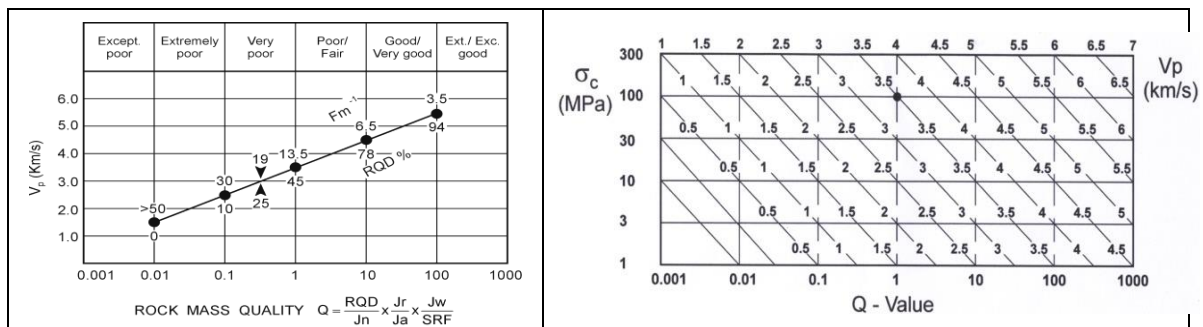 Except. Extremely Very Poor/ Good/ Ext./ Exc.
poor poor poor Fair Very good good
6.0
5.0
4.0
3.0
2.0
1.0
Vp (Km/s)
>50
0
30
10
19
25
13.5
45
6.5
78
3.5
94
Fm⁻¹
RQD %
0.001 0.01 0.1 1 10 100 1000
ROCK MASS QUALITY Q = RQD/Jn x Jr/Ja x Jw/SRF
σc
(MPa)
1 1.5 2 2.5 3 3.5 4 4.5 5 5.5 6 6.5 7
300
1 1.5 2 2.5 3 3.5 4 4.5 5 5.5 6 6.5
100
0.5 1 1.5 2 2.5 3 3.5 4 4.5 5 5.5 6
30
0.5 1 1.5 2 2.5 3 3.5 4 4.5 5 5.5
10
0.5 1 1.5 2 2.5 3 3.5 4 4.5 5
3
0.5 1 1.5 2 2.5 3 3.5 4 4.5
1
Vp
(km/s)
0.001 0.01 0.1 1 10 100 1000
Q - Value